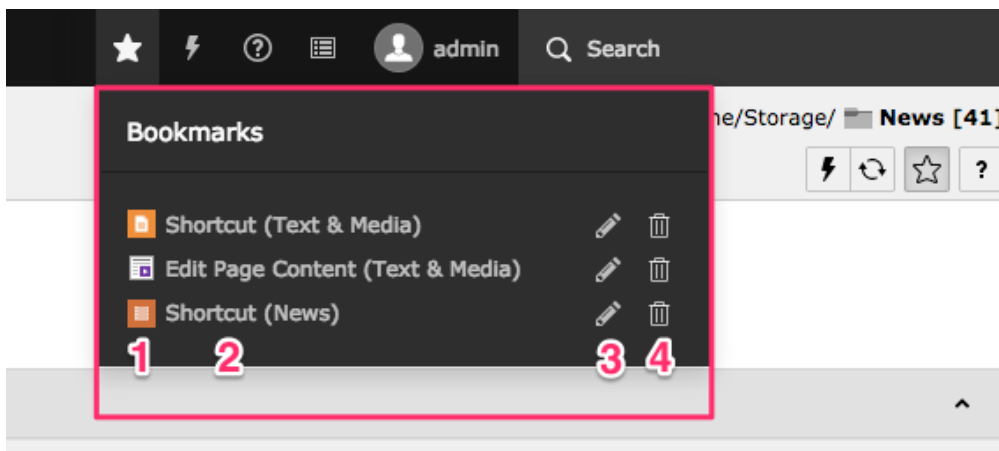 admin Search
Bookmarks
/Storage/ News [41]
?
Shortcut (Text & Media)
Edit Page Content (Text & Media)
Shortcut (News)
1 2 3 4